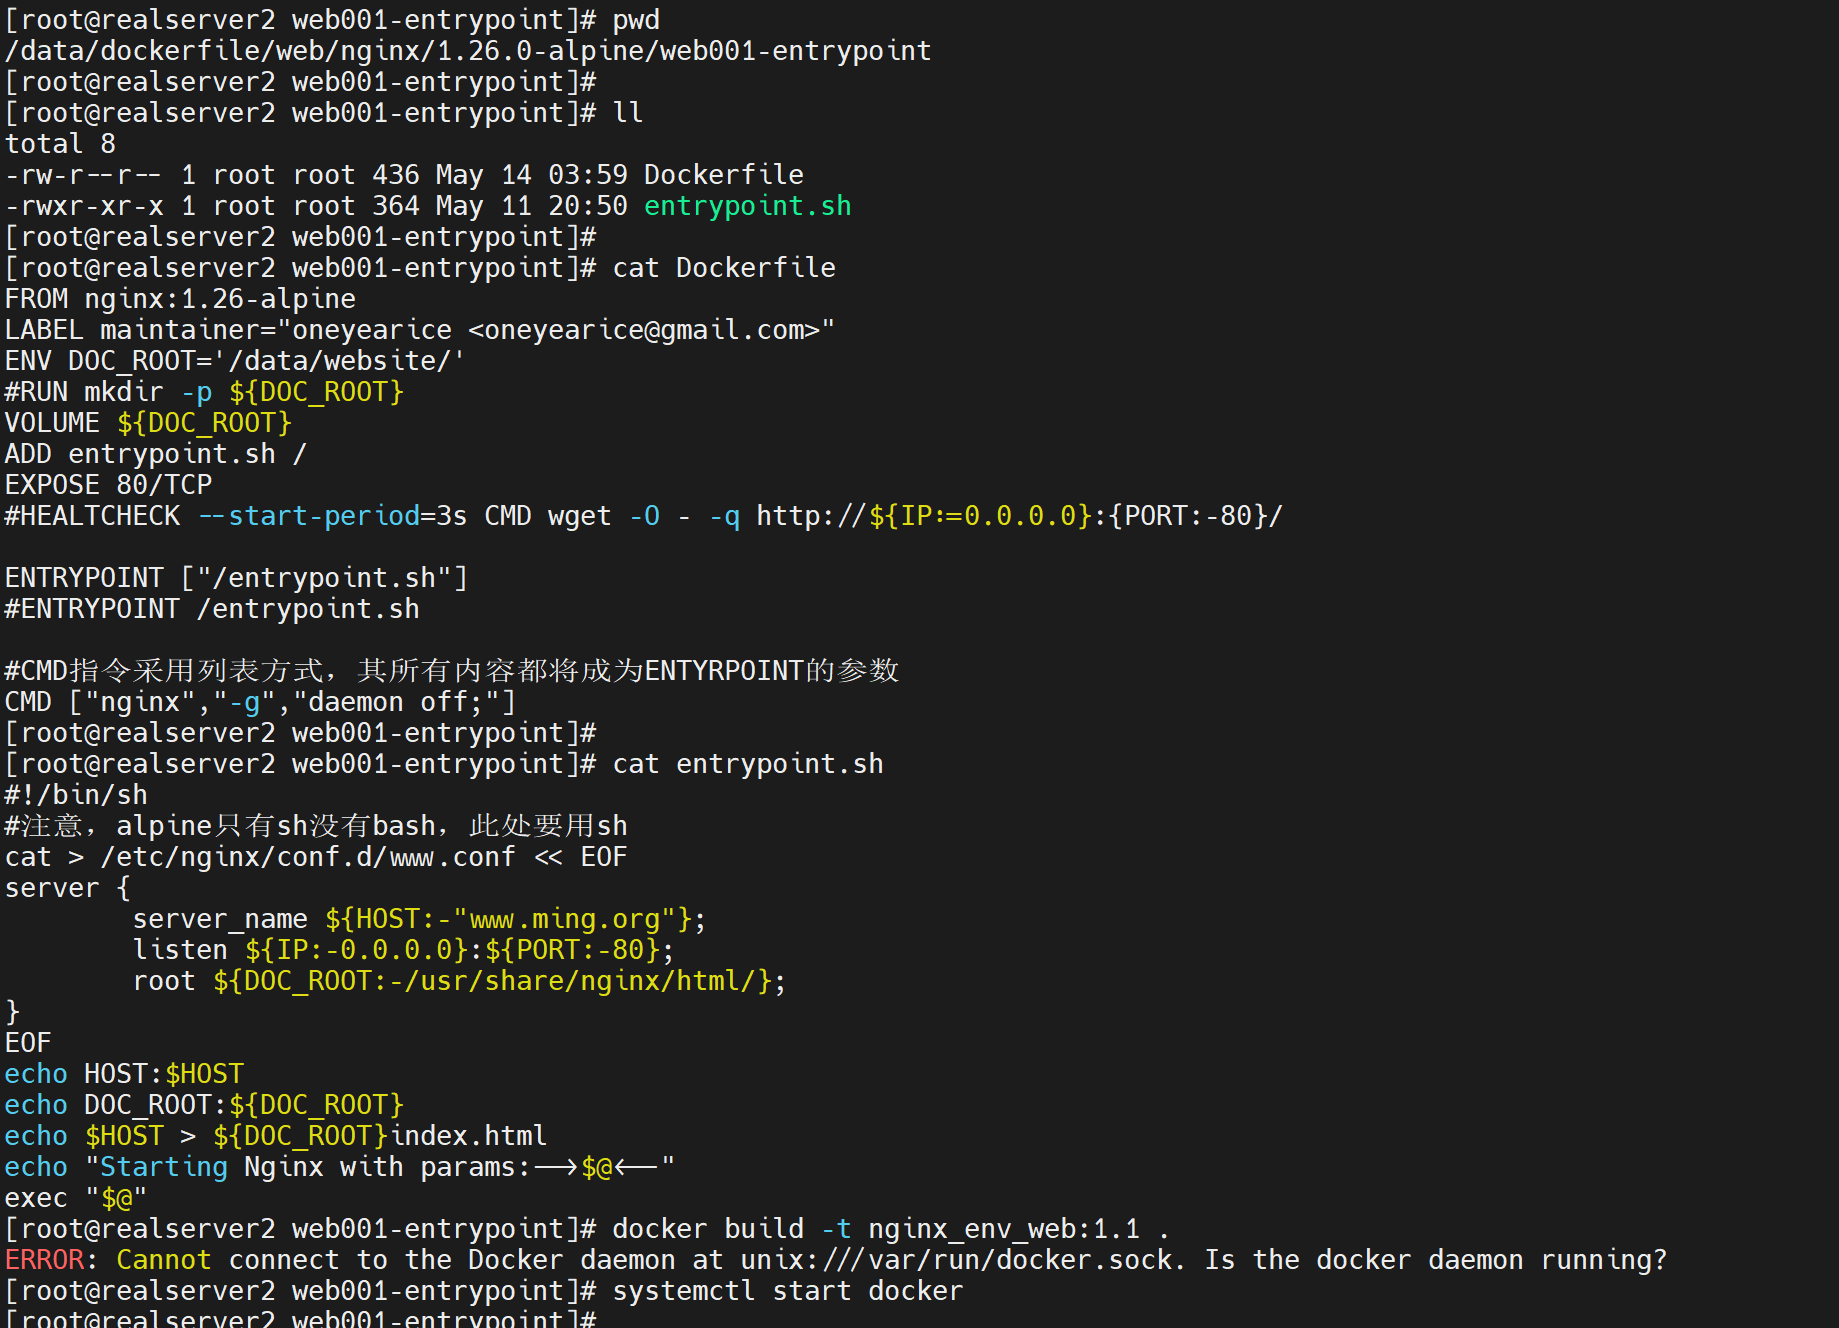 [root@realserver2 web001-entrypoint]# pwd
/data/dockerfile/web/nginx/1.26.0-alpine/web001-entrypoint
[root@realserver2 web001-entrypoint]#
[root@realserver2 web001-entrypoint]# ll
total 8
-rw-r--r-- 1 root root 436 May 14 03:59 Dockerfile
-rwxr-xr-x 1 root root 364 May 11 20:50 entrypoint.sh
[root@realserver2 web001-entrypoint]#
[root@realserver2 web001-entrypoint]# cat Dockerfile
FROM nginx:1.26-alpine
LABEL maintainer="oneyearice <oneyearice@gmail.com>"
ENV DOC_ROOT='/data/website/'
#RUN mkdir -p ${DOC_ROOT}
VOLUME ${DOC_ROOT}
ADD entrypoint.sh /
EXPOSE 80/TCP
#HEALTCHECK --start-period=3s CMD wget -O - -q http://${IP:=0.0.0.0}:{PORT:-80}/

ENTRYPOINT ["/entrypoint.sh"]
#ENTRYPOINT /entrypoint.sh

#CMD指令采用列表方式，其所有内容都将成为ENTYRPOINT的参数
CMD ["nginx","-g","daemon off;"]
[root@realserver2 web001-entrypoint]#
[root@realserver2 web001-entrypoint]# cat entrypoint.sh
#!/bin/sh
#注意，alpine只有sh没有bash，此处要用sh
cat > /etc/nginx/conf.d/www.conf << EOF
server {
        server_name ${HOST:-"www.ming.org"};
        listen ${IP:-0.0.0.0}:${PORT:-80};
        root ${DOC_ROOT:-/usr/share/nginx/html/};
}
EOF
echo HOST:$HOST
echo DOC_ROOT:${DOC_ROOT}
echo $HOST > ${DOC_ROOT}index.html
echo "Starting Nginx with params:-->$@<--"
exec "$@"
[root@realserver2 web001-entrypoint]# docker build -t nginx_env_web:1.1 .
ERROR: Cannot connect to the Docker daemon at unix:///var/run/docker.sock. Is the docker daemon running?
[root@realserver2 web001-entrypoint]# systemctl start docker
[root@realserver2 web001-entrypoint]#